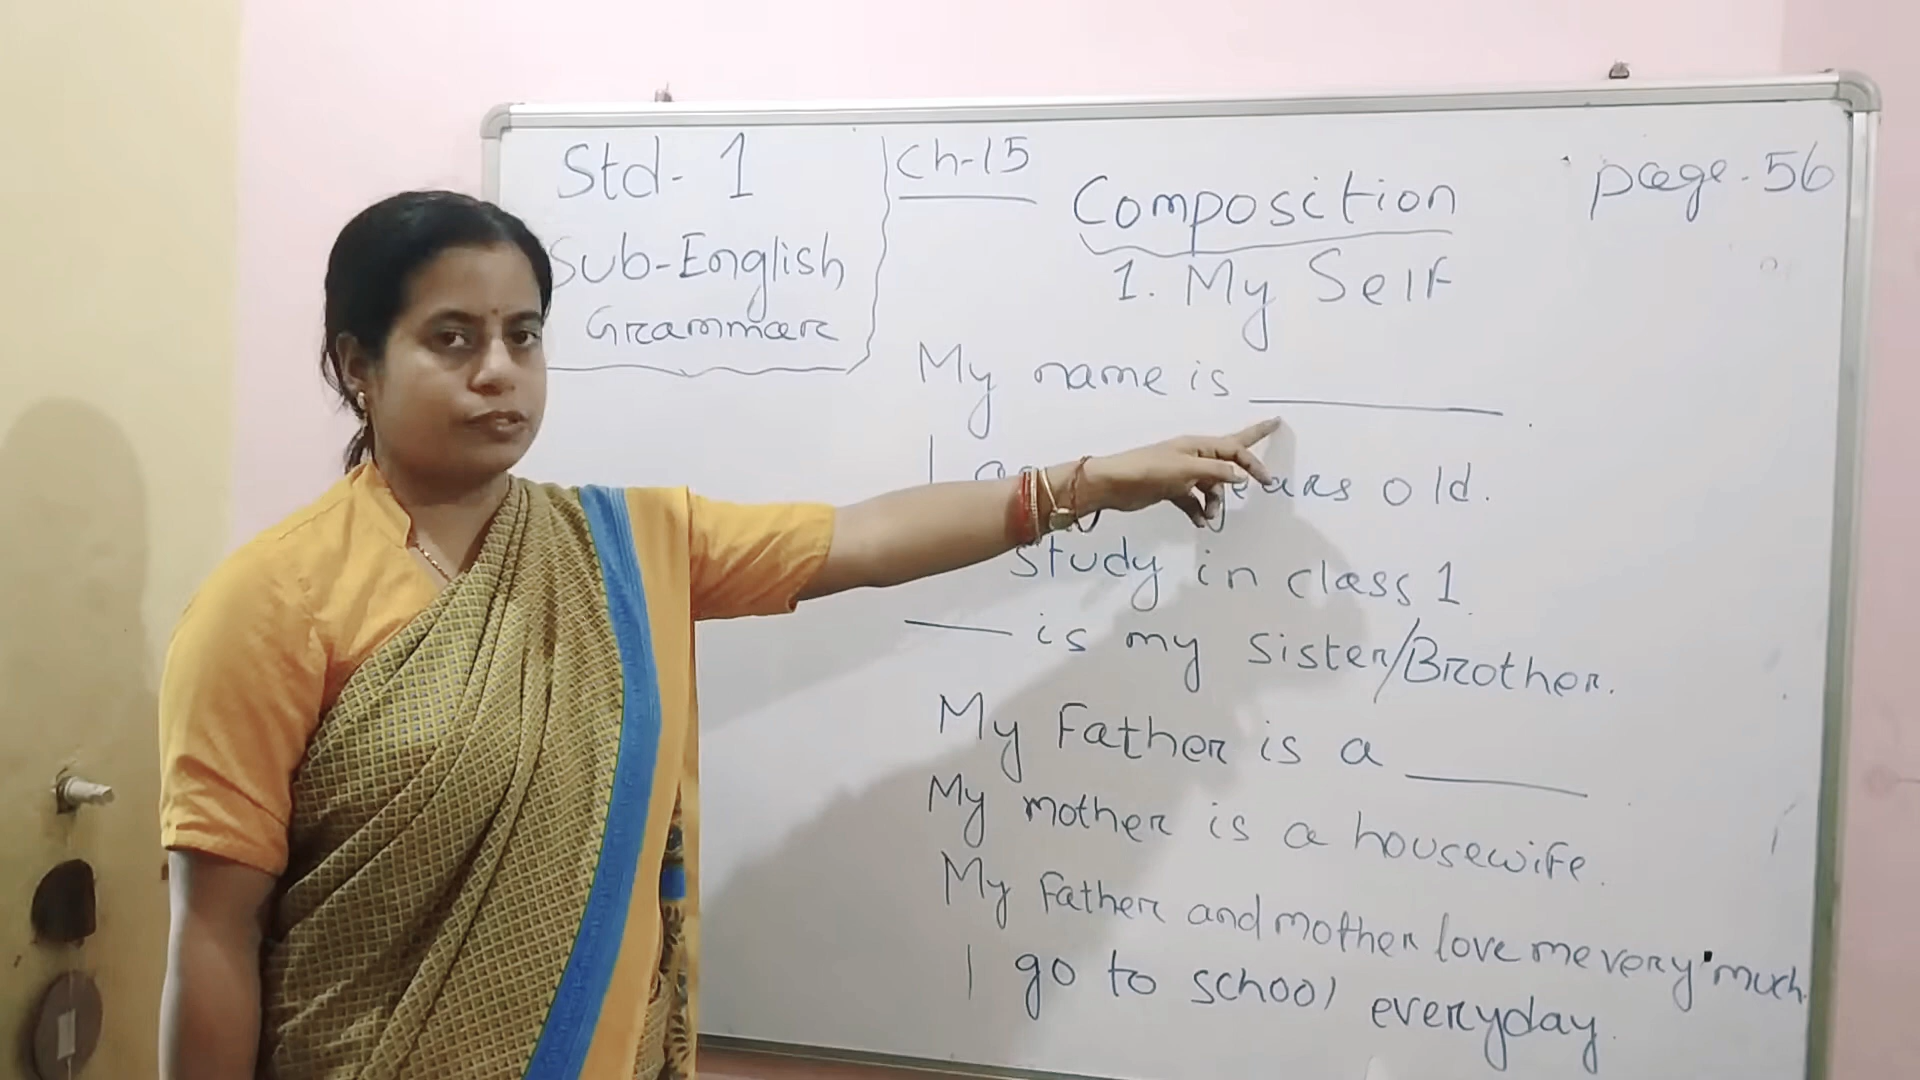 Std- 1
Sub-English
Grammar
Ch-15
Composition
page. 56
1. My Self
My name is ________ .
I years old.
study in class 1.
____ is my sister/Brother.
My Father is a ______ .
My mother is a housewife.
My Father and mother love me very much.
I go to school everyday.